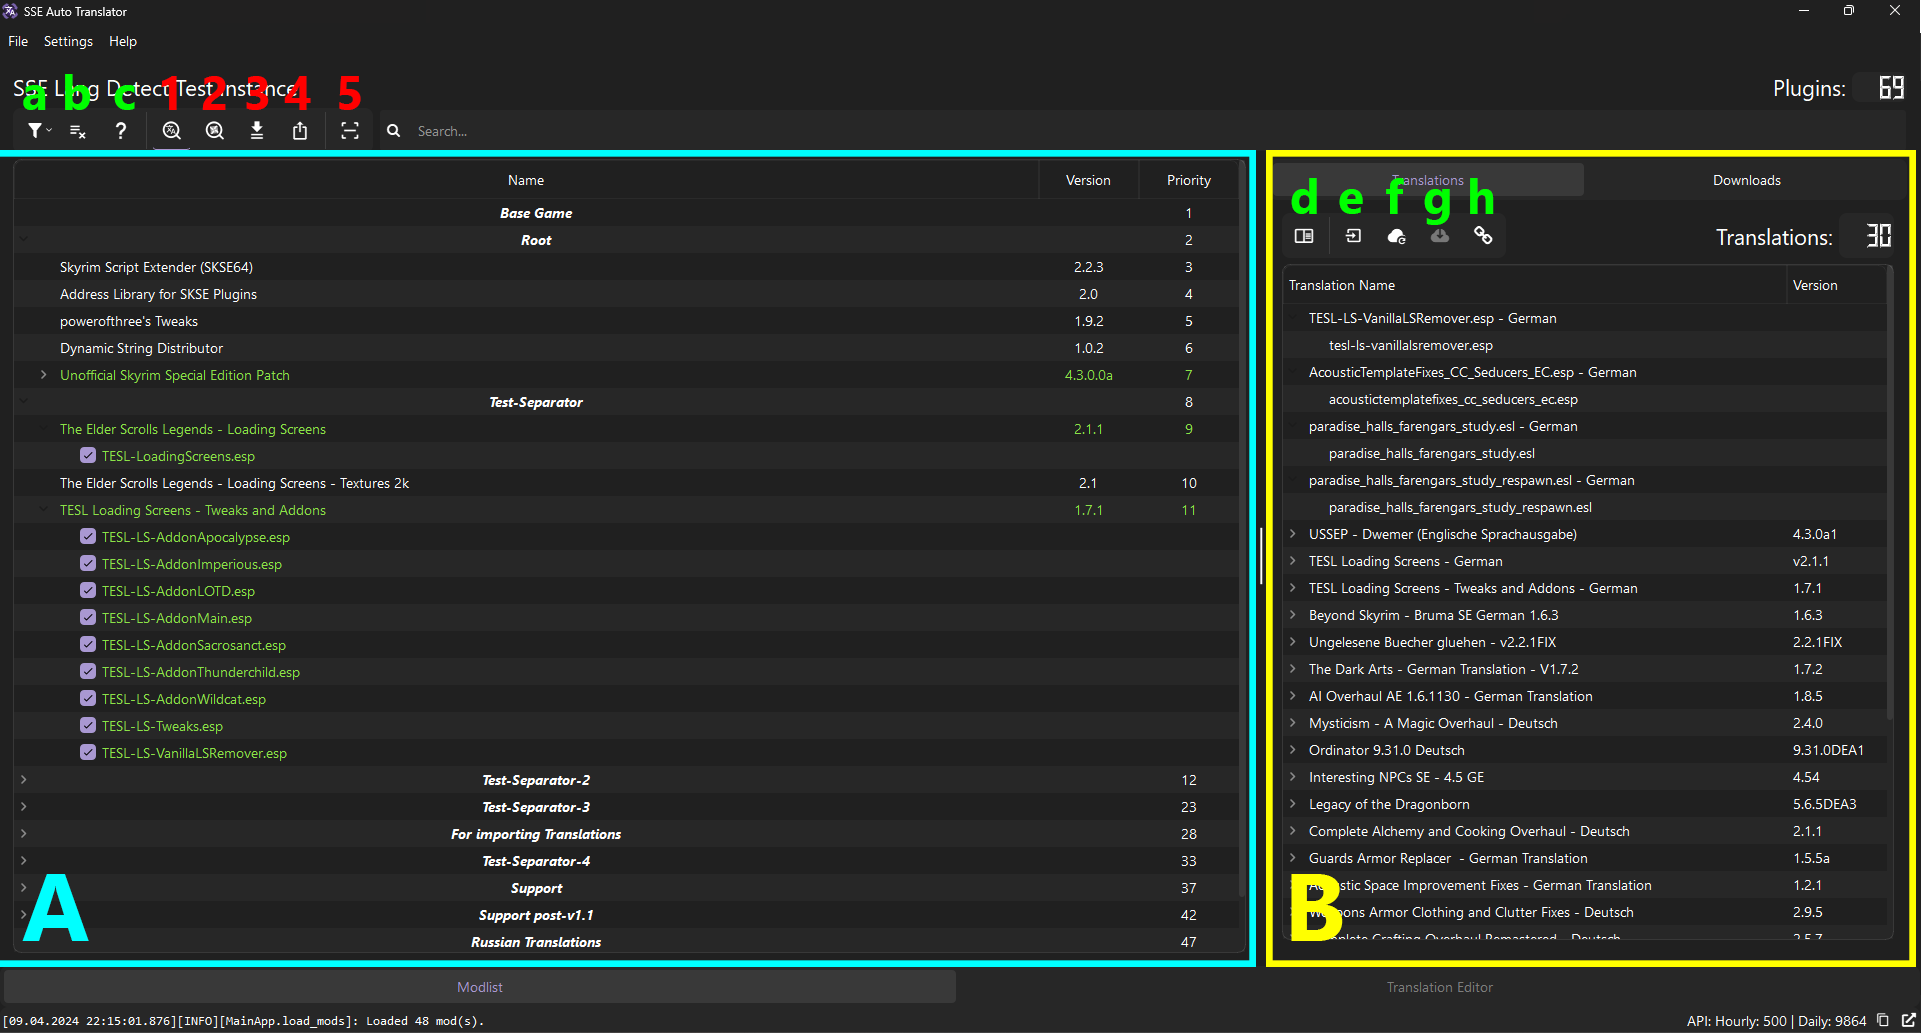 SSE Auto Translator
File Settings Help
SSE Lang Detect Test Instance
Plugins: 69
a b c 1 2 3 4 5
Search...
Name Version Priority
Base Game 1
Root 2
Skyrim Script Extender (SKSE64) 2.2.3 3
Address Library for SKSE Plugins 2.0 4
powerofthree's Tweaks 1.9.2 5
Dynamic String Distributor 1.0.2 6
Unofficial Skyrim Special Edition Patch 4.3.0.0a 7
Test-Separator 8
The Elder Scrolls Legends - Loading Screens 2.1.1 9
TESL-LoadingScreens.esp
The Elder Scrolls Legends - Loading Screens - Textures 2k 2.1 10
TESL Loading Screens - Tweaks and Addons 1.7.1 11
TESL-LS-AddonApocalypse.esp
TESL-LS-AddonImperious.esp
TESL-LS-AddonLOTD.esp
TESL-LS-AddonMain.esp
TESL-LS-AddonSacrosanct.esp
TESL-LS-AddonThunderchild.esp
TESL-LS-AddonWildcat.esp
TESL-LS-Tweaks.esp
TESL-LS-VanillaLSRemover.esp
Test-Separator-2 12
Test-Separator-3 23
For importing Translations 28
Test-Separator-4 33
Support 37
Support post-v1.1 42
Russian Translations 47
A
Translations Downloads
d e f g h
Translations: 30
Translation Name Version
TESL-LS-VanillaLSRemover.esp - German
tesl-ls-vanillalsremover.esp
AcousticTemplateFixes_CC_Seducers_EC.esp - German
acoustictemplatefixes_cc_seducers_ec.esp
paradise_halls_farengars_study.esl - German
paradise_halls_farengars_study.esl
paradise_halls_farengars_study_respawn.esl - German
paradise_halls_farengars_study_respawn.esl
USSEP - Dwemer (Englische Sprachausgabe) 4.3.0a1
TESL Loading Screens - German v2.1.1
TESL Loading Screens - Tweaks and Addons - German 1.7.1
Beyond Skyrim - Bruma SE German 1.6.3 1.6.3
Ungelesene Buecher gluehen - v2.2.1FIX 2.2.1FIX
The Dark Arts - German Translation - V1.7.2 1.7.2
AI Overhaul AE 1.6.1130 - German Translation 1.8.5
Mysticism - A Magic Overhaul - Deutsch 2.4.0
Ordinator 9.31.0 Deutsch 9.31.0DEA1
Interesting NPCs SE - 4.5 GE 4.54
Legacy of the Dragonborn 5.6.5DEA3
Complete Alchemy and Cooking Overhaul - Deutsch 2.1.1
Guards Armor Replacer - German Translation 1.5.5a
Acoustic Space Improvement Fixes - German Translation 1.2.1
Weapons Armor Clothing and Clutter Fixes - Deutsch 2.9.5
Complete Crafting Overhaul Remastered - Deutsch 2.5.7
B
Modlist Translation Editor
[09.04.2024 22:15:01.876][INFO][MainApp.load_mods]: Loaded 48 mod(s).
API: Hourly: 500 | Daily: 9864